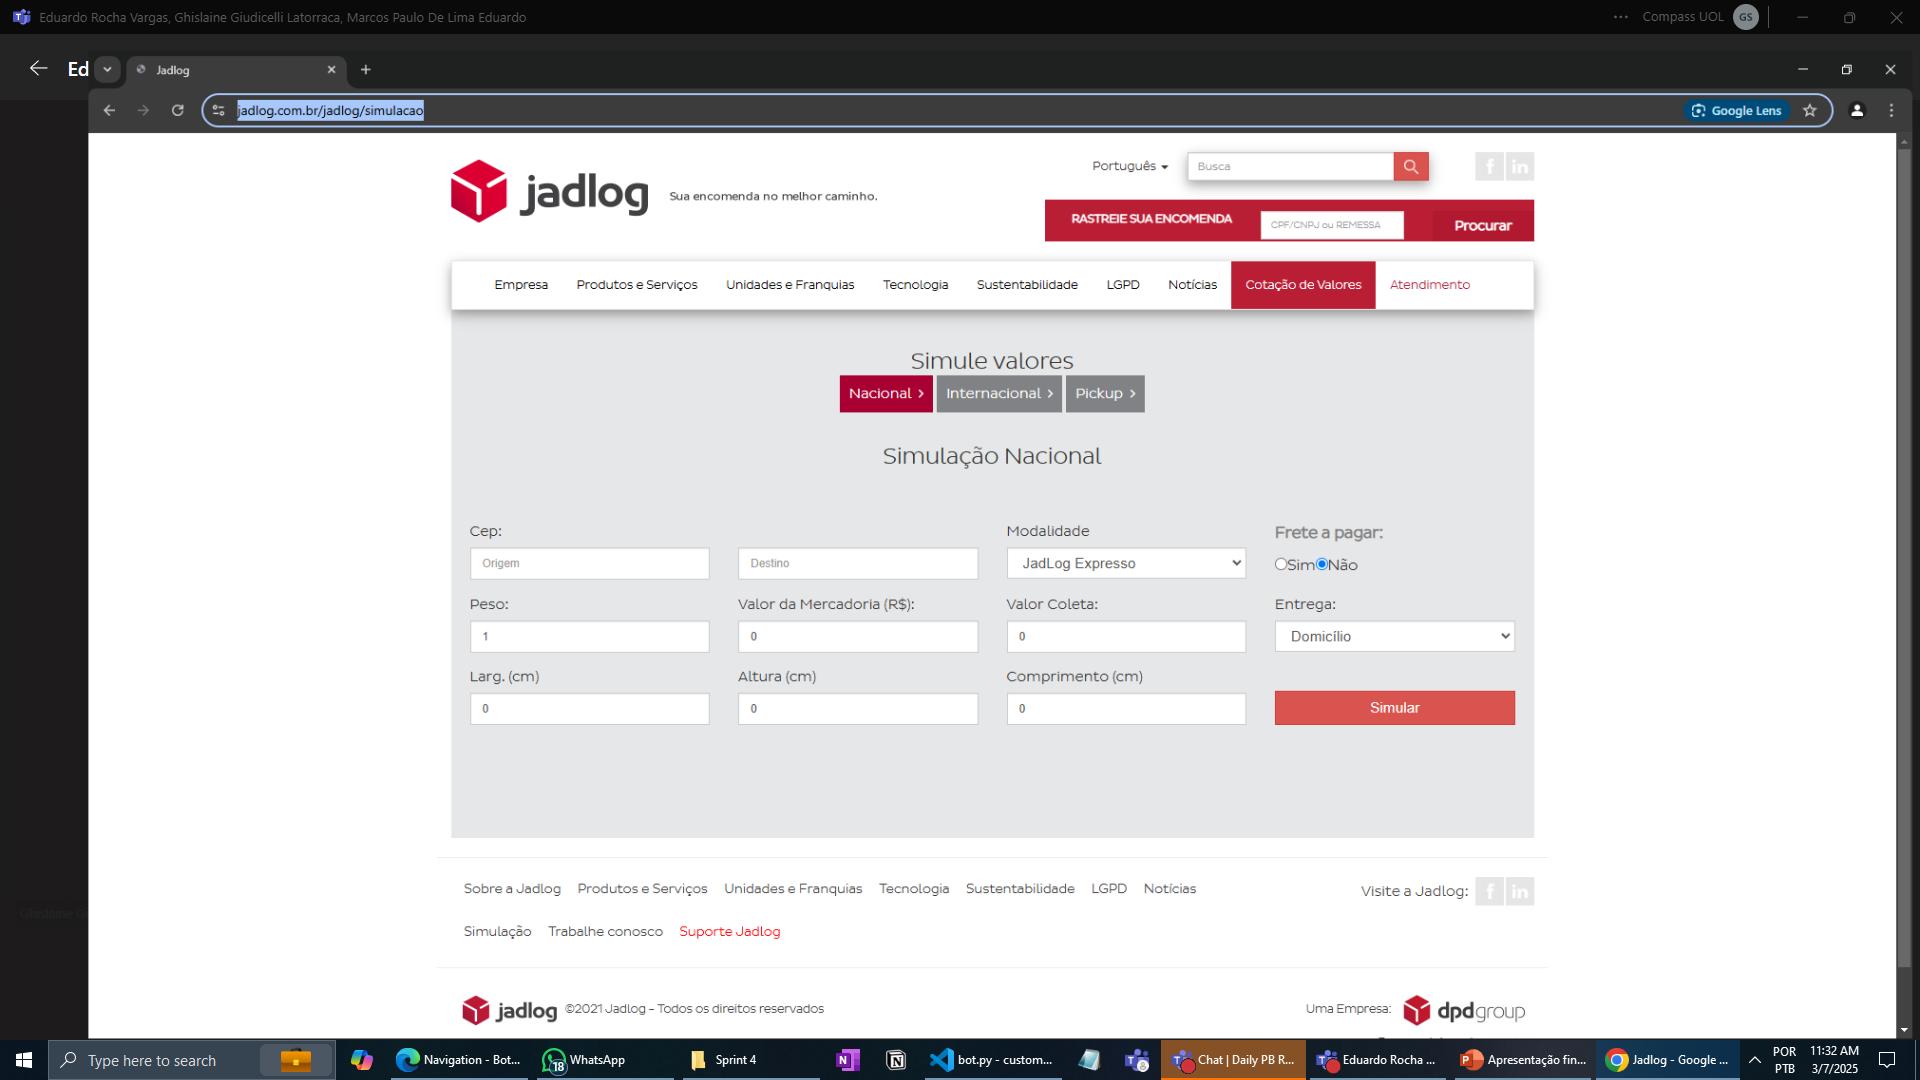 Eduardo Rocha Vargas, Ghislaine Giudicelli Latorraca, Marcos Paulo De Lima Eduardo
Compass UOL
GS
Ed
Jadlog
jadlog.com.br/jadlog/simulacao
Google Lens
jadlog
Sua encomenda no melhor caminho.
Português
Busca
RASTREIE SUA ENCOMENDA
CPF/CNPJ ou REMESSA
Procurar
Empresa
Produtos e Serviços
Unidades e Franquias
Tecnologia
Sustentabilidade
LGPD
Notícias
Cotação de Valores
Atendimento
Simule valores
Nacional >
Internacional >
Pickup >
Simulação Nacional
Cep:
Modalidade
Frete a pagar:
Origem
Destino
JadLog Expresso
Sim Não
Peso:
Valor da Mercadoria (R$):
Valor Coleta:
Entrega:
1
0
0
Domicílio
Larg. (cm)
Altura (cm)
Comprimento (cm)
0
0
0
Simular
Sobre a Jadlog
Produtos e Serviços
Unidades e Franquias
Tecnologia
Sustentabilidade
LGPD
Notícias
Visite a Jadlog:
Simulação
Trabalhe conosco
Suporte Jadlog
jadlog
©2021 Jadlog - Todos os direitos reservados
Uma Empresa:
dpdgroup
Type here to search
Navigation - Bot...
18
WhatsApp
Sprint 4
bot.py - custom...
Chat | Daily PB R...
Eduardo Rocha ...
Apresentação fin...
Jadlog - Google ...
POR
PTB
11:32 AM
3/7/2025